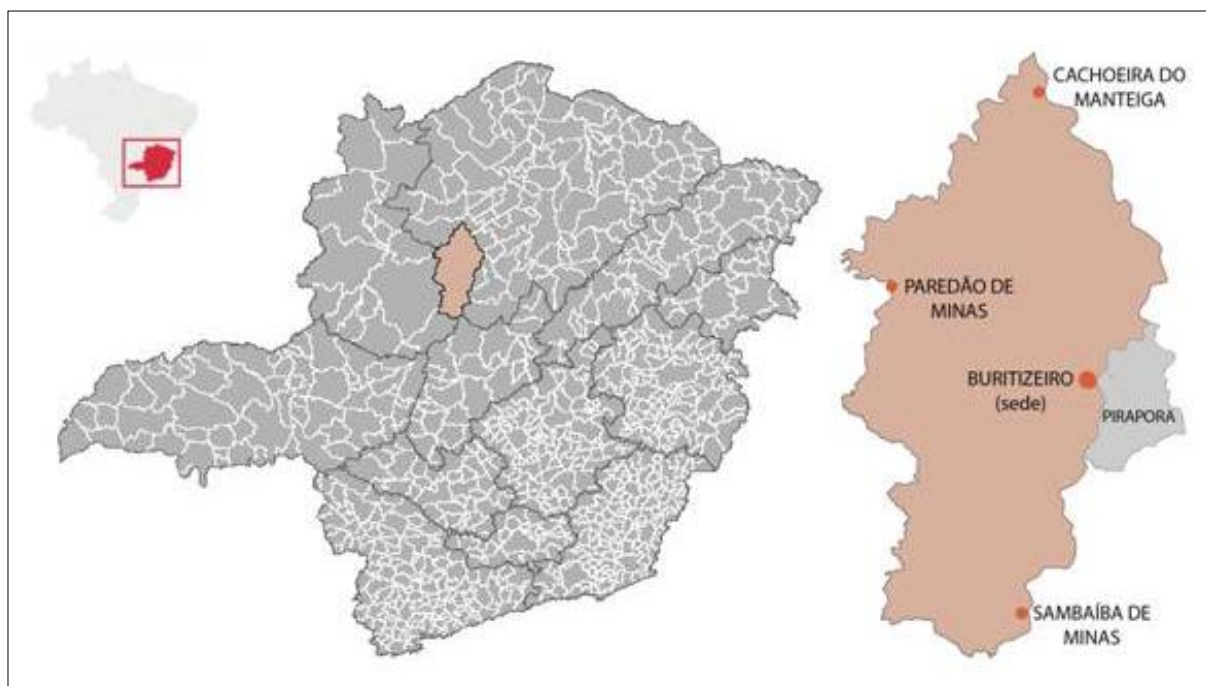 CACHOEIRA DO
MANTEIGA
PAREDÃO DE
MINAS
BURITIZEIRO
(sede)
PIRAPORA
SAMBAÍBA DE
MINAS